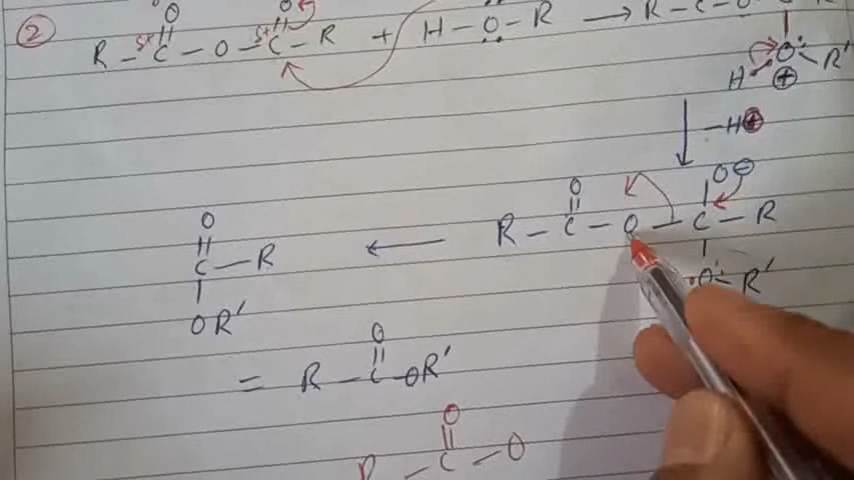 ②
O O
R – C – O – C – R + H – O – R → R – C – O
δ+ δ+
H O R'
⊕
– H⊕
O O⊖
R – C – O – C – R
O – R'
←
O
C – R
OR'
O
= R – C – OR'
O
R – C – O